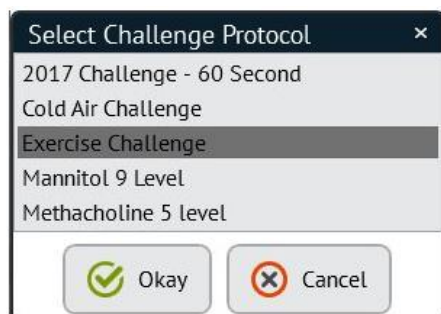 Select Challenge Protocol ×
2017 Challenge - 60 Second
Cold Air Challenge
Exercise Challenge
Mannitol 9 Level
Methacholine 5 level
Okay Cancel